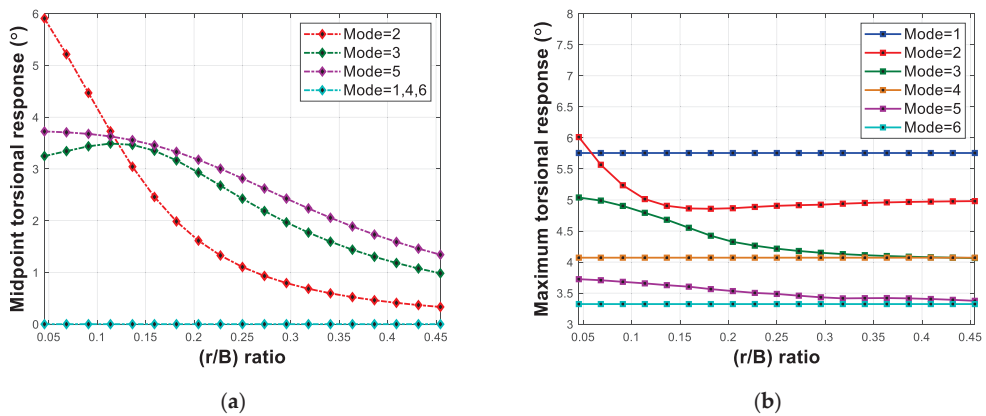 6
5
4
3
2
1
0
0.05
0.1
0.15
0.2
0.25
0.3
0.35
0.4
0.45
Midpoint torsional response (°)
(r/B) ratio
Mode=2
Mode=3
Mode=5
Mode=1,4,6
(a)
8
7.5
7
6.5
6
5.5
5
4.5
4
3.5
3
0.05
0.1
0.15
0.2
0.25
0.3
0.35
0.4
0.45
Maximum torsional response (°)
(r/B) ratio
Mode=1
Mode=2
Mode=3
Mode=4
Mode=5
Mode=6
(b)